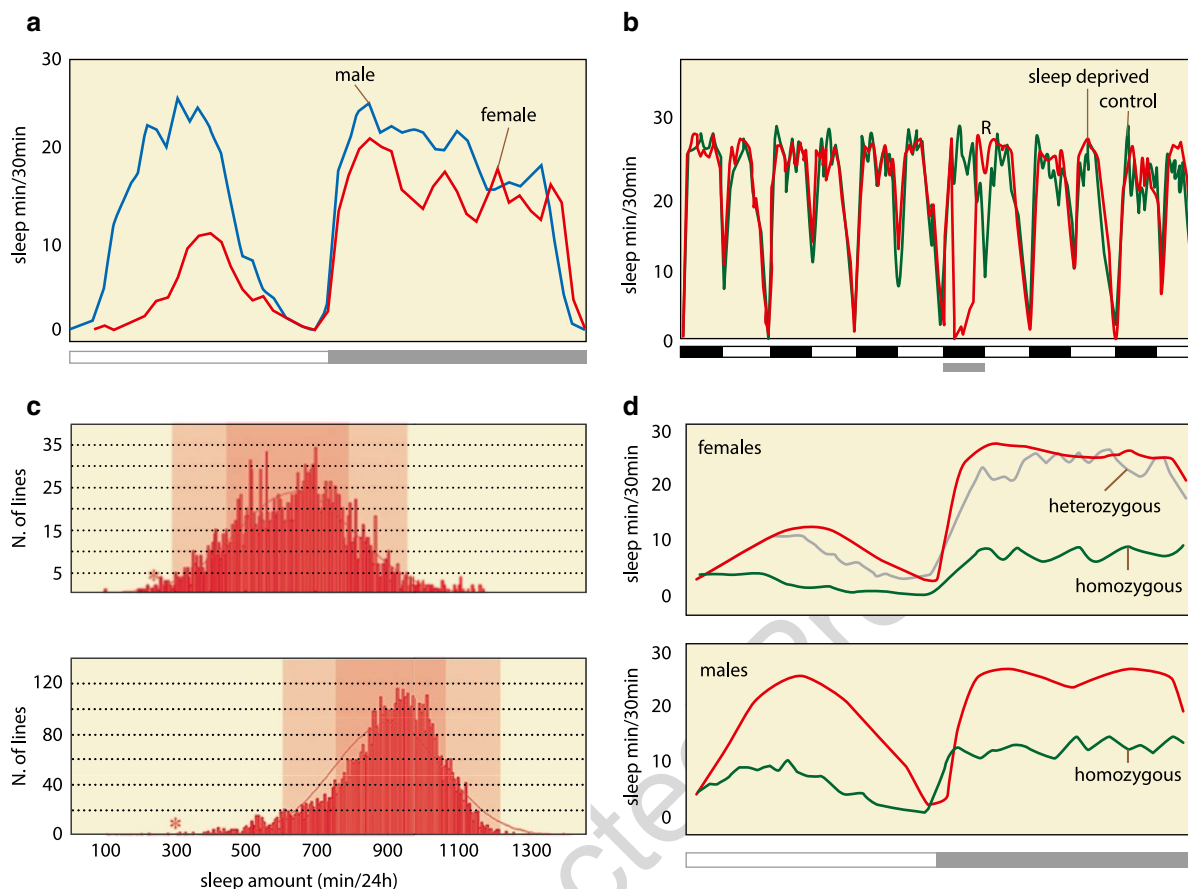 a
30
20
10
0
sleep min/30min
male
female
b
30
20
10
0
sleep min/30min
sleep deprived
control
R
c
35
25
15
5
N. of lines
*
120
80
40
0
N. of lines
*
100 300 500 700 900 1100 1300
sleep amount (min/24h)
d
30
20
10
0
sleep min/30min
females
heterozygous
homozygous
30
20
10
0
sleep min/30min
males
homozygous